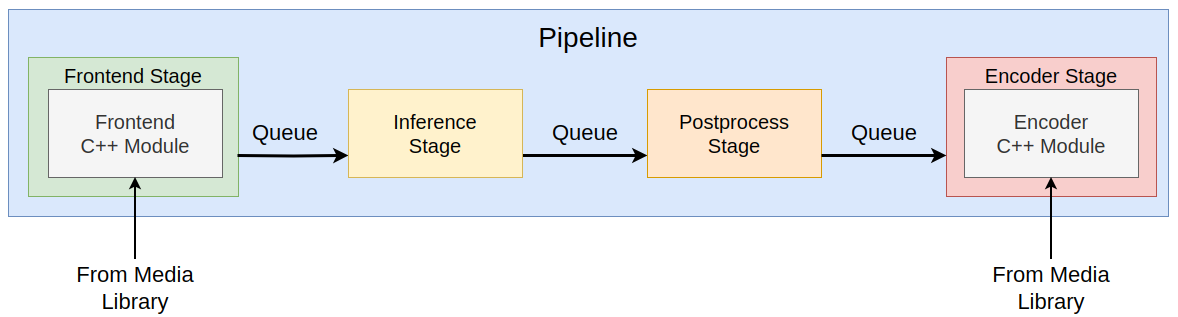 Pipeline
Frontend Stage
Frontend
C++ Module
Queue
Inference
Stage
Queue
Postprocess
Stage
Queue
Encoder Stage
Encoder
C++ Module
From Media
Library
From Media
Library